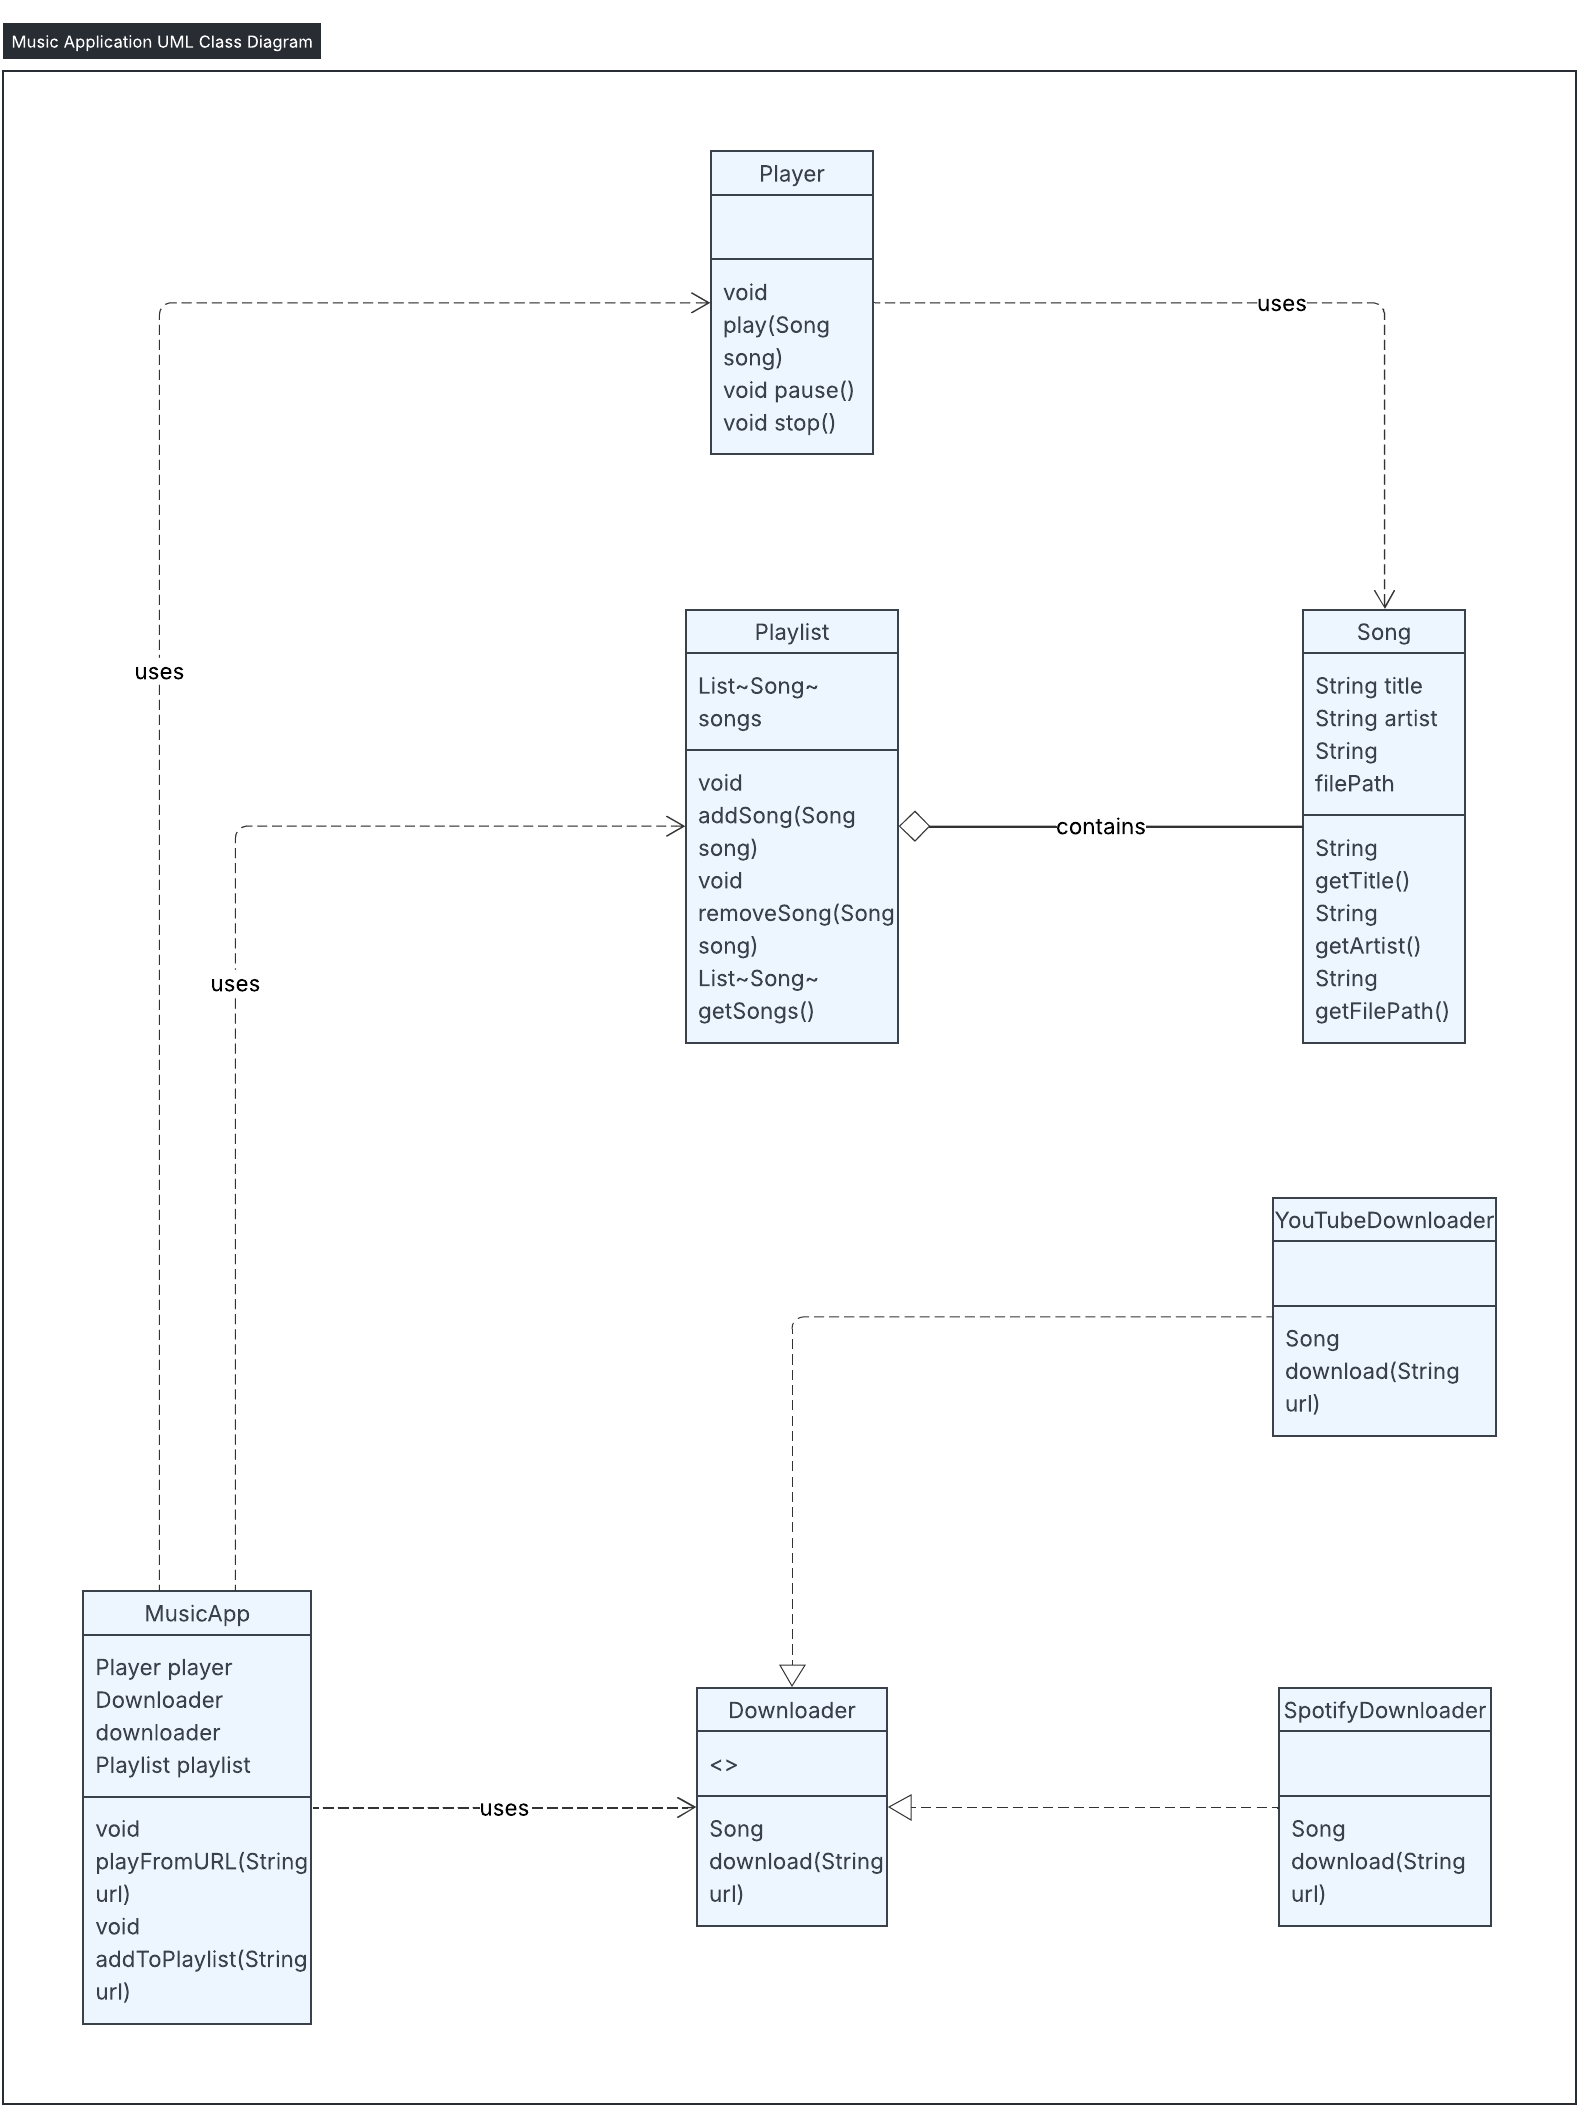 Music Application UML Class Diagram
Player
void
play(Song
song)
void pause()
void stop()
uses
uses
Playlist
List~Song~
songs
void
addSong(Song
song)
void
removeSong(Song
song)
List~Song~
getSongs()
contains
Song
String title
String artist
String
filePath
String
getTitle()
String
getArtist()
String
getFilePath()
uses
YouTubeDownloader
Song
download(String
url)
MusicApp
Player player
Downloader
downloader
Playlist playlist
void
playFromURL(String
url)
void
addToPlaylist(String
url)
uses
Downloader
<>
Song
download(String
url)
SpotifyDownloader
Song
download(String
url)